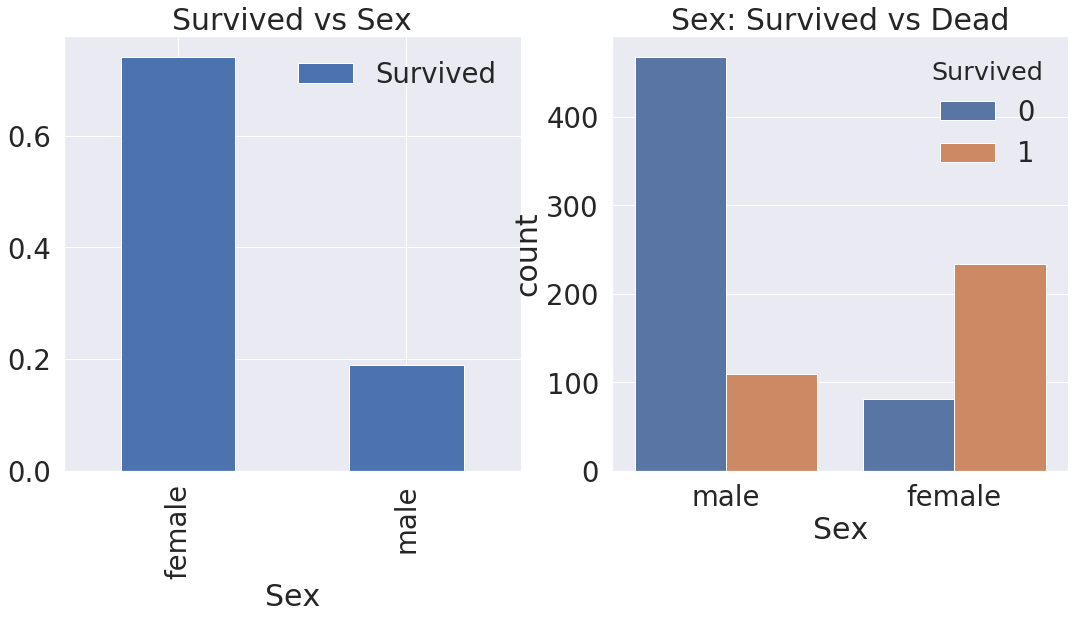 Survived vs Sex
Survived
0.6
0.4
0.2
0.0
female
male
Sex
Sex: Survived vs Dead
Survived
0
1
count
400
300
200
100
0
male
female
Sex